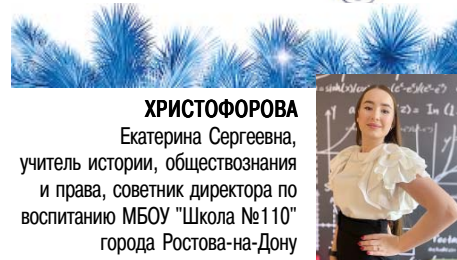 ХРИСТОФОРОВА
Екатерина Сергеевна,
учитель истории, обществознания
и права, советник директора по
воспитанию МБОУ "Школа №110"
города Ростова-на-Дону